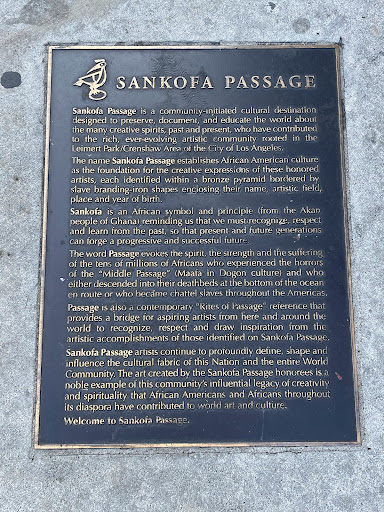 SANKOFA PASSAGE
Sankofa Passage is a community-initiated cultural destination
designed to preserve, document, and educate the world about
the many creative spirits, past and present, who have contributed
to the rich, ever-evolving artistic community rooted in the
Leimert Park/Crenshaw Area of the City of Los Angeles.
The name Sankofa Passage establishes African American culture
as the foundation for the creative expressions of these honored
artists, each identified within a bronze pyramid bordered by
slave branding-iron shapes enclosing their name, artistic field,
place and year of birth.
Sankofa is an African symbol and principle (from the Akan
people of Ghana) reminding us that we must recognize, respect
and learn from the past, so that present and future generations
can forge a progressive and successful future.
The word Passage evokes the spirit, the strength and the suffering
of the tens of millions of Africans who experienced the horrors
of the "Middle Passage" (Maafa in Dogon culture) and who
either descended into their deathbeds at the bottom of the ocean
en route or who became chattel slaves throughout the Americas.
Passage is also a contemporary "Rites of Passage" reference that
provides a bridge for aspiring artists from here and around the
world to recognize, respect and draw inspiration from the
artistic accomplishments of those identified on Sankofa Passage.
Sankofa Passage artists continue to profoundly define, shape and
influence the cultural fabric of this Nation and the entire World
Community. The art created by the Sankofa Passage honorees is a
noble example of this community's influential legacy of creativity
and spirituality that African Americans and Africans throughout
its diaspora have contributed to world art and culture.
Welcome to Sankofa Passage.